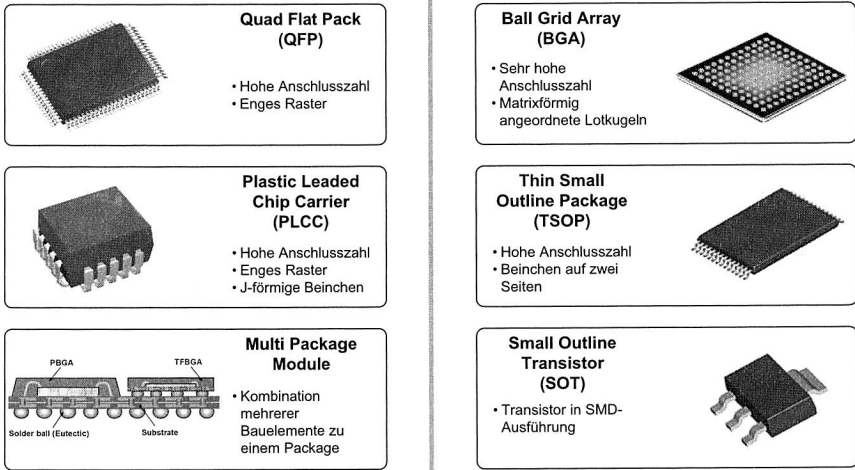 Quad Flat Pack
(QFP)
• Hohe Anschlusszahl
• Enges Raster
Plastic Leaded
Chip Carrier
(PLCC)
• Hohe Anschlusszahl
• Enges Raster
• J-förmige Beinchen
Multi Package
Module
PBGA
TFBGA
Solder ball (Eutectic)
Substrate
• Kombination
mehrerer
Bauelemente zu
einem Package
Ball Grid Array
(BGA)
• Sehr hohe
Anschlusszahl
• Matrixförmig
angeordnete Lotkugeln
Thin Small
Outline Package
(TSOP)
• Hohe Anschlusszahl
• Beinchen auf zwei
Seiten
Small Outline
Transistor
(SOT)
• Transistor in SMD-
Ausführung